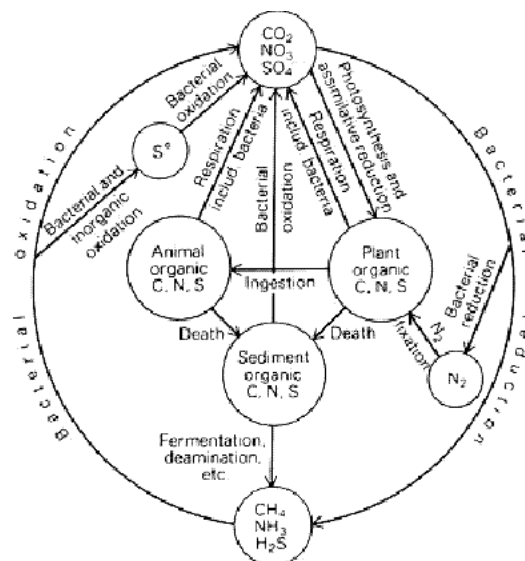 CO2
NO3
SO4
Bacterial
oxidation
S°
Bacterial and
inorganic
oxidation
Respiration
includ. bacteria
Bacterial
oxidation
Respiration
includ. bacteria
Photosynthesis and
assimilative reduction
Bacterial oxidation
Bacterial reduction
Animal
organic
C, N, S
Ingestion
Plant
organic
C, N, S
Bacterial
reduction
N2
fixation
N2
Death
Death
Sediment
organic
C, N, S
Fermentation,
deamination,
etc.
CH4
NH3
H2S